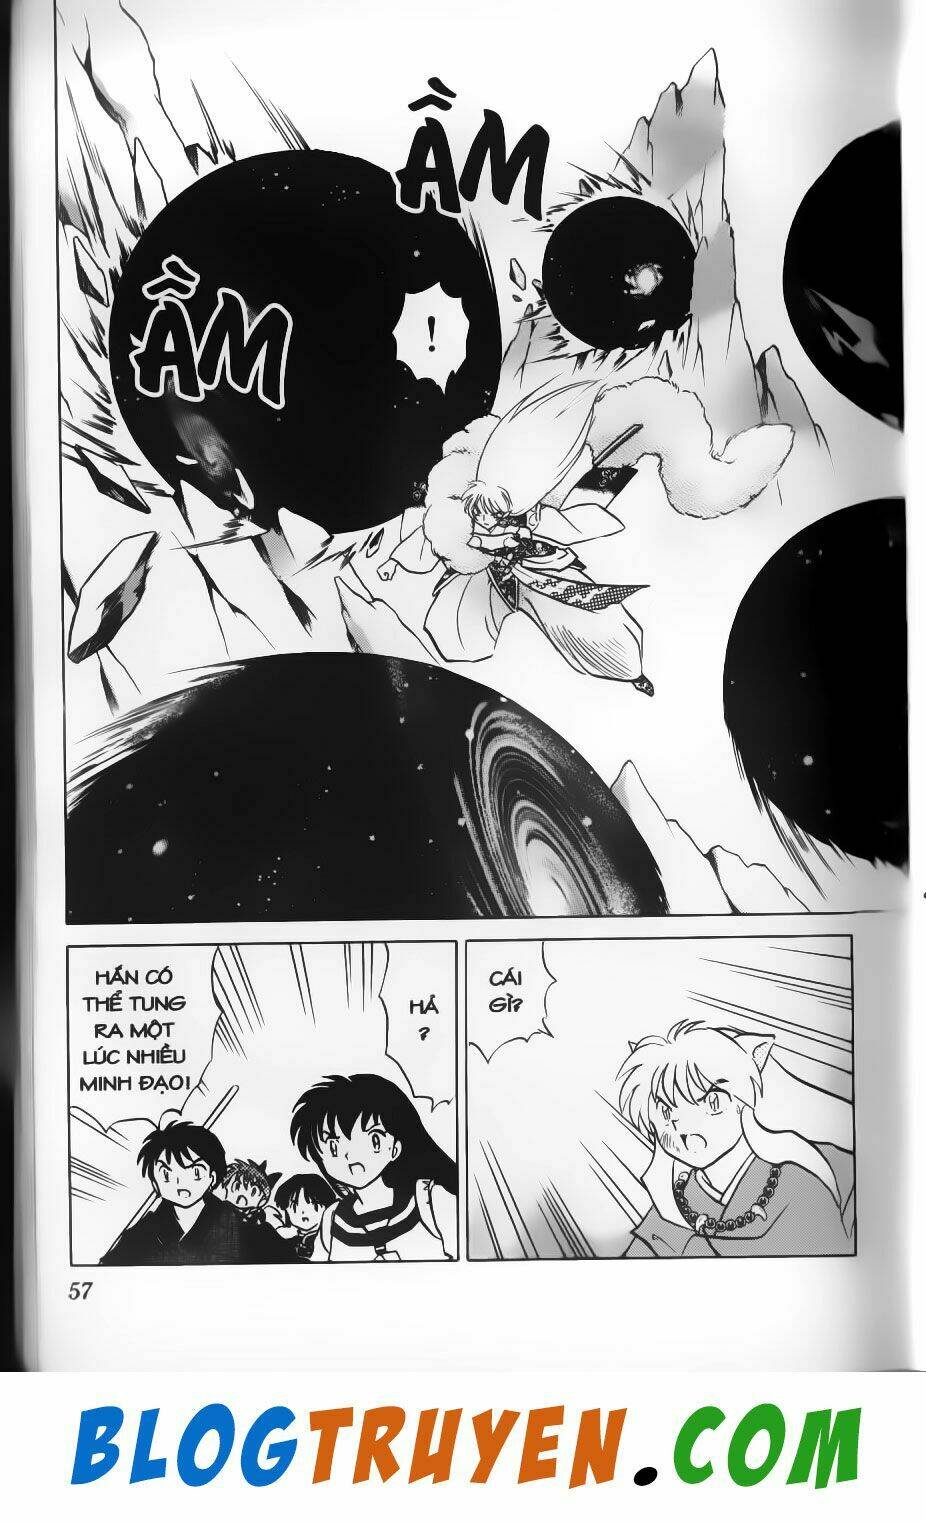 ẦM
ẦM
!
CÁI
GÌ?
HẢ
?
HẮN CÓ
THỂ TUNG
RA MỘT
LÚC NHIỀU
MINH ĐẠO!
57
BLOGTRUYEN.COM